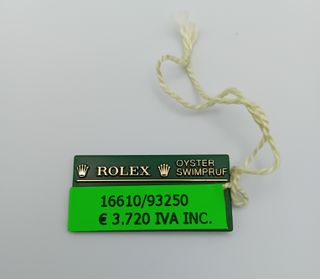 ROLEX
OYSTER
SWIMPRUF
16610/93250
€ 3.720 IVA INC.